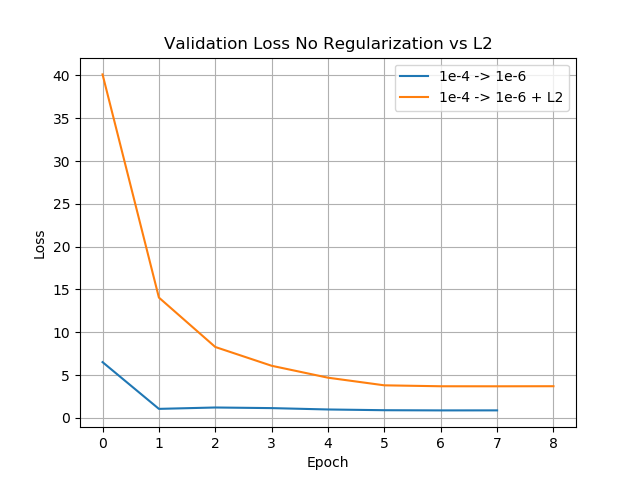 Validation Loss No Regularization vs L2
1e-4 -> 1e-6
1e-4 -> 1e-6 + L2
Loss
40
35
30
25
20
15
10
5
0
0 1 2 3 4 5 6 7 8
Epoch